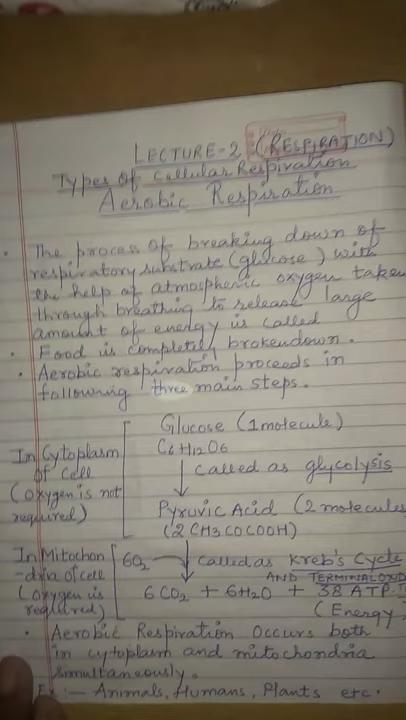 LECTURE-2 (RESPIRATION)
Types of Cellular Respiration
Aerobic Respiration
• The process of breaking down of
respiratory substrate (glucose) with
the help of atmospheric oxygen taken
through breathing to release large
amount of energy is called
• Food is completely brokendown.
• Aerobic respiration proceeds in
following three main steps.
Glucose (1 molecule)
C6H12O6
In Cytoplasm
of cell
(oxygen is not
required)
called as glycolysis
Pyruvic Acid (2 molecules
(2 CH3COCOOH)
In Mitochon
-dria of cell
(oxygen is
required)
6O2 called as Kreb's Cycle
AND TERMINAL OXID
6CO2 + 6H2O + 38 ATP
(Energy)
• Aerobic Respiration occurs both
in cytoplasm and mitochondria
simultaneously.
Ex:— Animals, Humans, Plants etc.